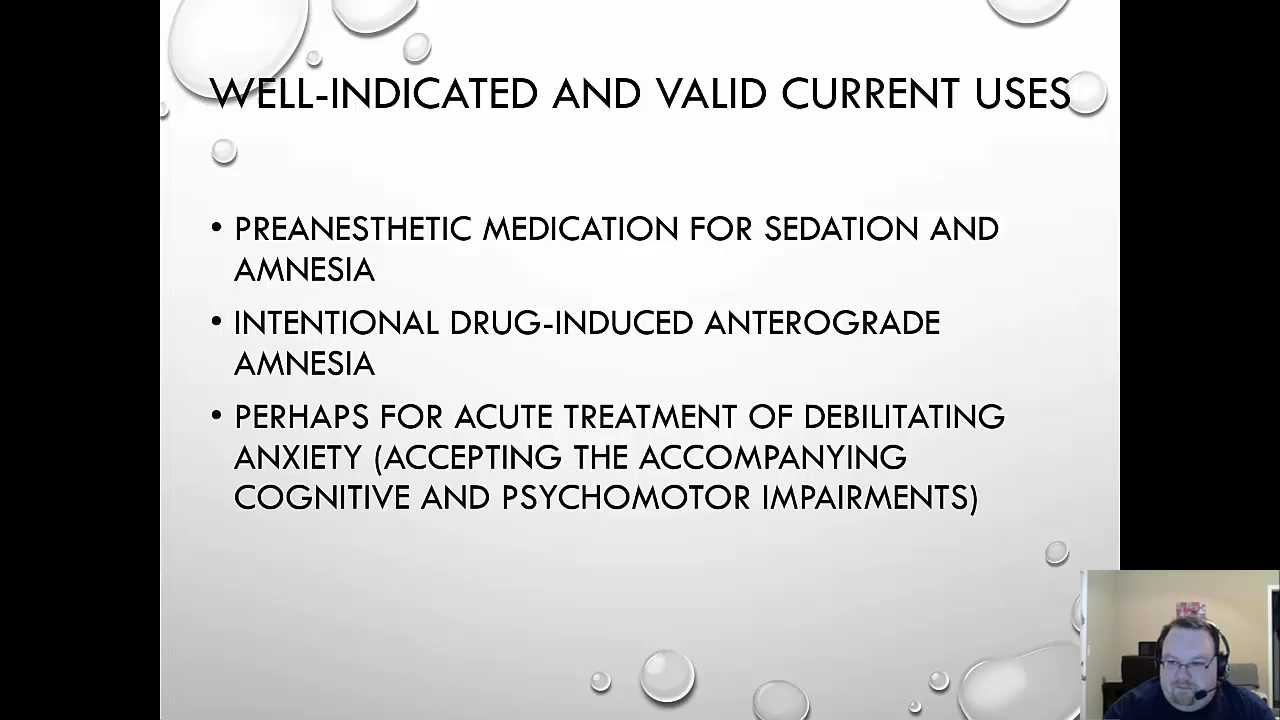 WELL-INDICATED AND VALID CURRENT USES
• PREANESTHETIC MEDICATION FOR SEDATION AND
AMNESIA
• INTENTIONAL DRUG-INDUCED ANTEROGRADE
AMNESIA
• PERHAPS FOR ACUTE TREATMENT OF DEBILITATING
ANXIETY (ACCEPTING THE ACCOMPANYING
COGNITIVE AND PSYCHOMOTOR IMPAIRMENTS)